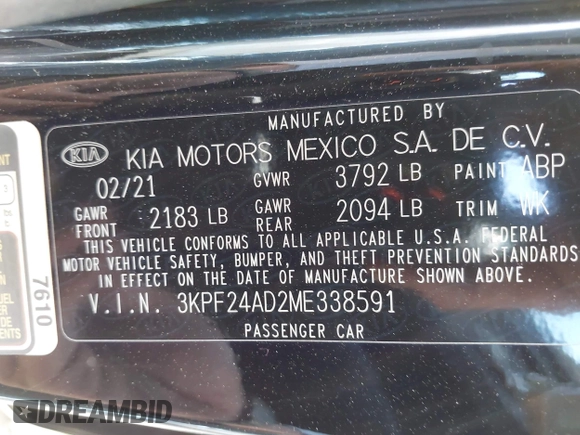 MANUFACTURED BY
KIA KIA MOTORS MEXICO S.A. DE C.V.
02/21 GVWR 3792 LB PAINT ABP
GAWR FRONT 2183 LB GAWR REAR 2094 LB TRIM WK
THIS VEHICLE CONFORMS TO ALL APPLICABLE U.S.A. FEDERAL
MOTOR VEHICLE SAFETY, BUMPER, AND THEFT PREVENTION STANDARDS
IN EFFECT ON THE DATE OF MANUFACTURE SHOWN ABOVE.
V.I.N. 3KPF24AD2ME338591
PASSENGER CAR
7610
DREAMBID